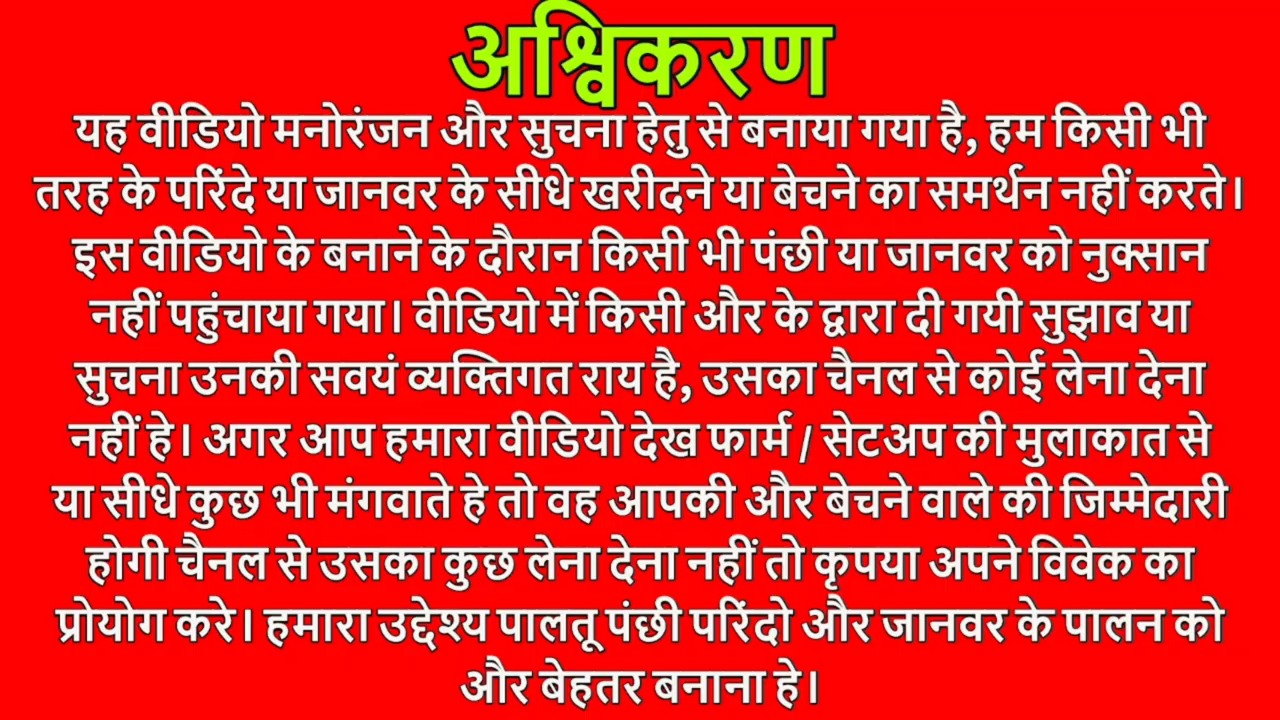 अश्विकरण
यह वीडियो मनोरंजन और सुचना हेतु से बनाया गया है, हम किसी भी
तरह के परिंदे या जानवर के सीधे खरीदने या बेचने का समर्थन नहीं करते।
इस वीडियो के बनाने के दौरान किसी भी पंछी या जानवर को नुक्सान
नहीं पहुंचाया गया। वीडियो में किसी और के द्वारा दी गयी सुझाव या
सुचना उनकी सवयं व्यक्तिगत राय है, उसका चैनल से कोई लेना देना
नहीं हे। अगर आप हमारा वीडियो देख फार्म / सेटअप की मुलाकात से
या सीधे कुछ भी मंगवाते हे तो वह आपकी और बेचने वाले की जिम्मेदारी
होगी चैनल से उसका कुछ लेना देना नहीं तो कृपया अपने विवेक का
प्रोयोग करे। हमारा उद्देश्य पालतू पंछी परिंदो और जानवर के पालन को
और बेहतर बनाना हे।